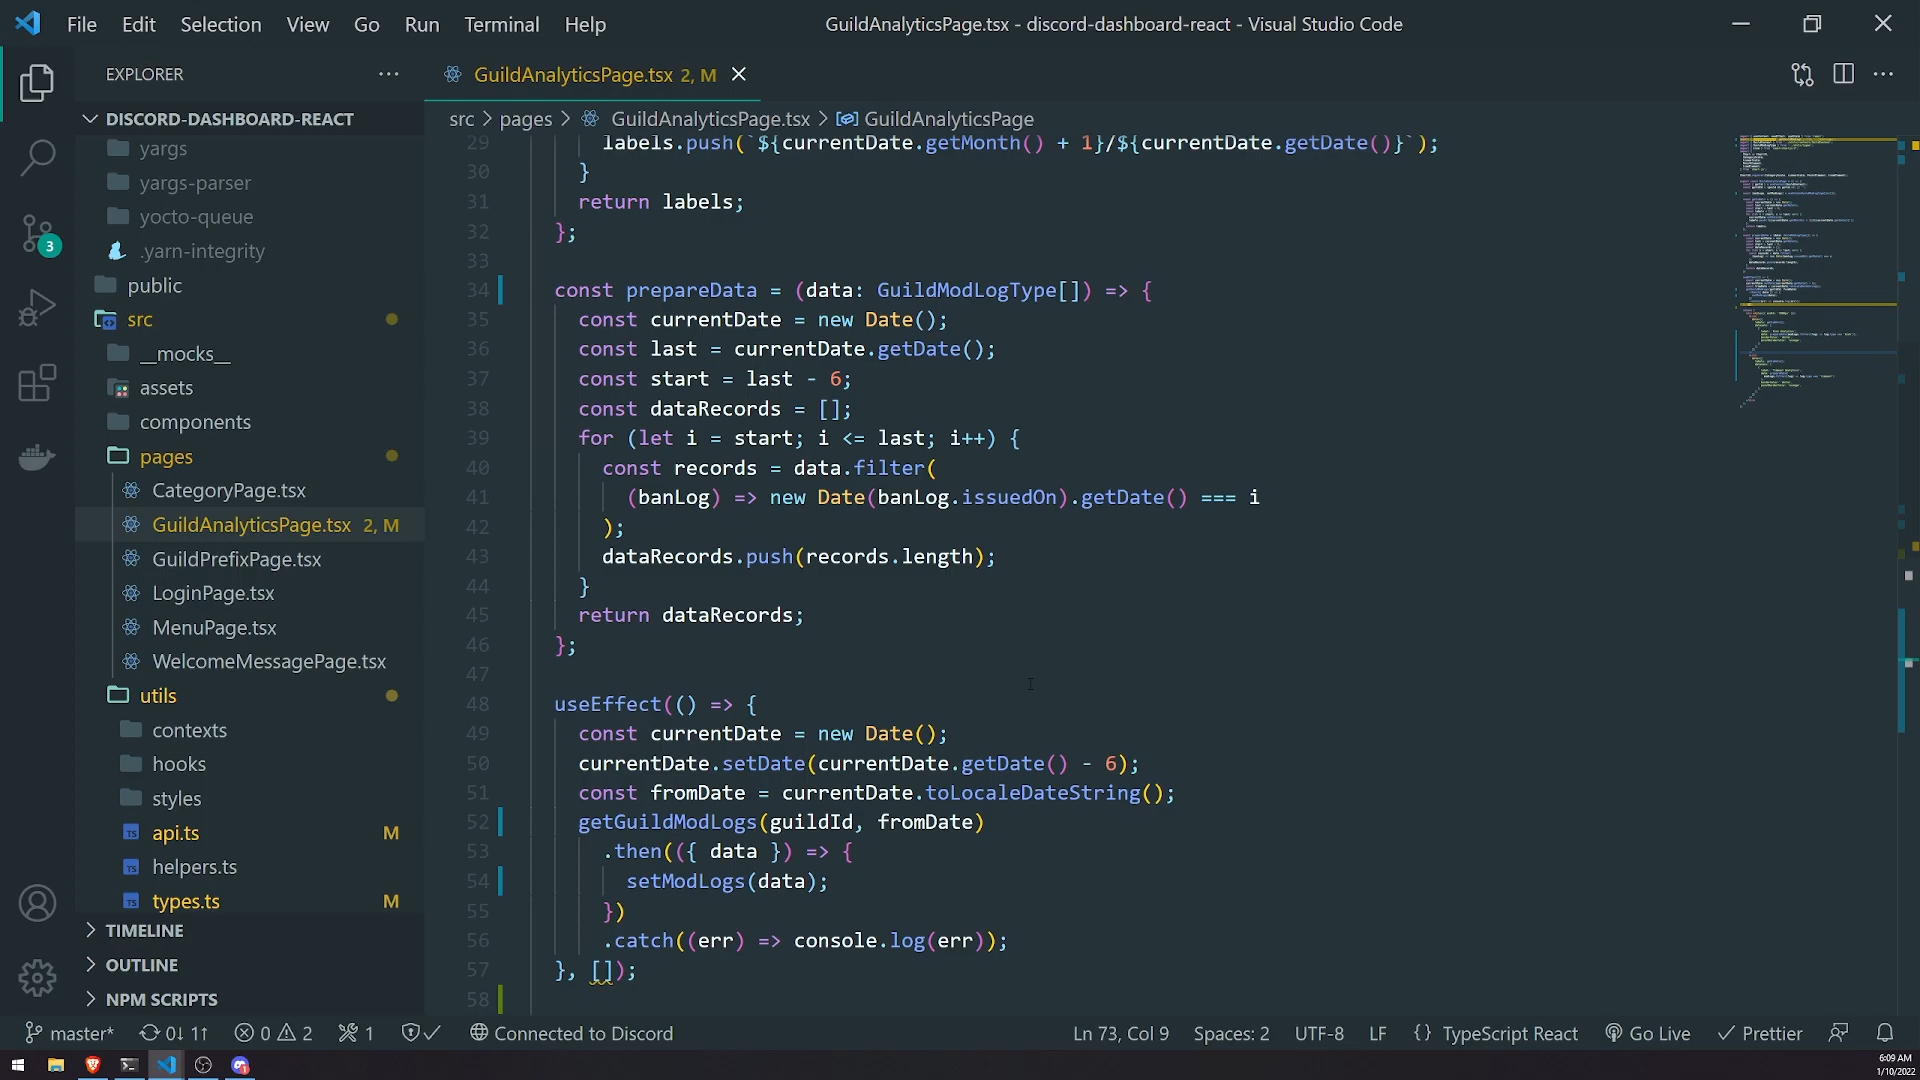 File Edit Selection View Go Run Terminal Help
GuildAnalyticsPage.tsx - discord-dashboard-react - Visual Studio Code
EXPLORER
DISCORD-DASHBOARD-REACT
yargs
yargs-parser
yocto-queue
.yarn-integrity
public
src
__mocks__
assets
components
pages
CategoryPage.tsx
GuildAnalyticsPage.tsx 2, M
GuildPrefixPage.tsx
LoginPage.tsx
MenuPage.tsx
WelcomeMessagePage.tsx
utils
contexts
hooks
styles
api.ts M
helpers.ts
types.ts M
TIMELINE
OUTLINE
NPM SCRIPTS
3
GuildAnalyticsPage.tsx 2, M
src > pages > GuildAnalyticsPage.tsx > GuildAnalyticsPage
29 labels.push(`${currentDate.getMonth() + 1}/${currentDate.getDate()}`);
30 }
31 return labels;
32 };
33
34 const prepareData = (data: GuildModLogType[]) => {
35 const currentDate = new Date();
36 const last = currentDate.getDate();
37 const start = last - 6;
38 const dataRecords = [];
39 for (let i = start; i <= last; i++) {
40 const records = data.filter(
41 (banLog) => new Date(banLog.issuedOn).getDate() === i
42 );
43 dataRecords.push(records.length);
44 }
45 return dataRecords;
46 };
47
48 useEffect(() => {
49 const currentDate = new Date();
50 currentDate.setDate(currentDate.getDate() - 6);
51 const fromDate = currentDate.toLocaleDateString();
52 getGuildModLogs(guildId, fromDate)
53 .then(({ data }) => {
54 setModLogs(data);
55 })
56 .catch((err) => console.log(err));
57 }, []);
58
master* 0↓ 1↑ 0 2 1 Connected to Discord Ln 73, Col 9 Spaces: 2 UTF-8 LF {} TypeScript React Go Live Prettier
6:09 AM
1/10/2022